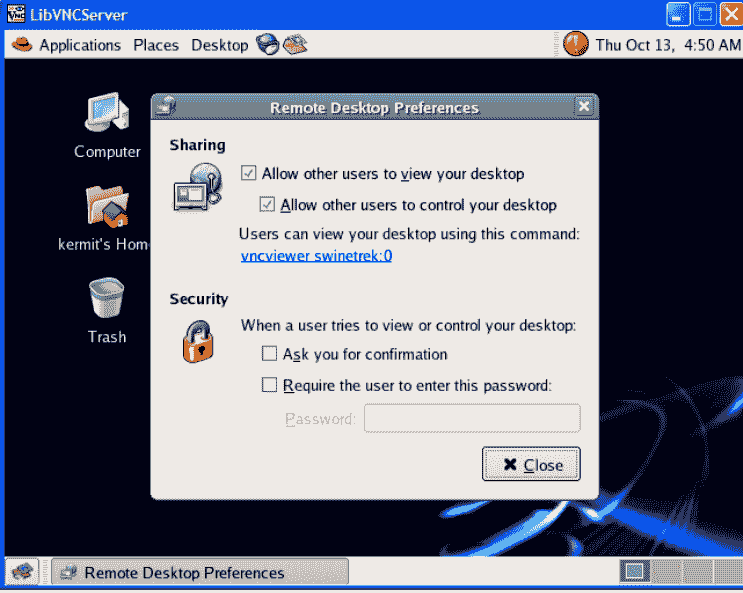 LibVNCServer
Applications Places Desktop Thu Oct 13, 4:50 AM
Remote Desktop Preferences
Computer
kermit's Hom
Trash
Sharing
Allow other users to view your desktop
Allow other users to control your desktop
Users can view your desktop using this command:
vncviewer swinetrek:0
Security
When a user tries to view or control your desktop:
Ask you for confirmation
Require the user to enter this password:
Password:
Close
Remote Desktop Preferences